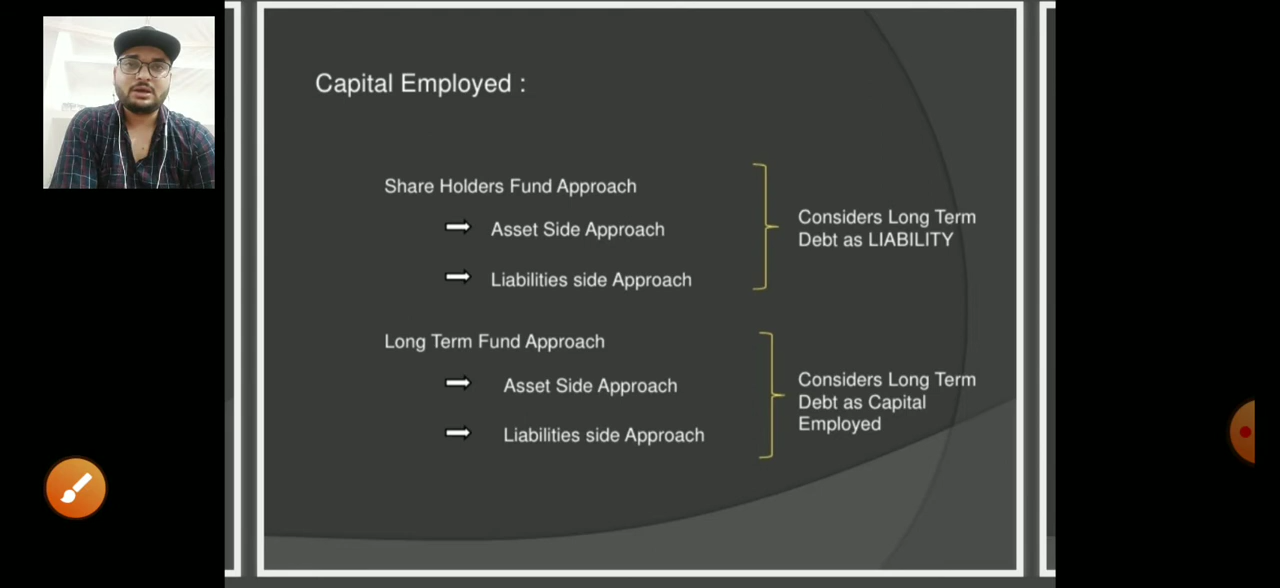 Capital Employed :
Share Holders Fund Approach
Asset Side Approach
Liabilities side Approach
Considers Long Term
Debt as LIABILITY
Long Term Fund Approach
Asset Side Approach
Liabilities side Approach
Considers Long Term
Debt as Capital
Employed